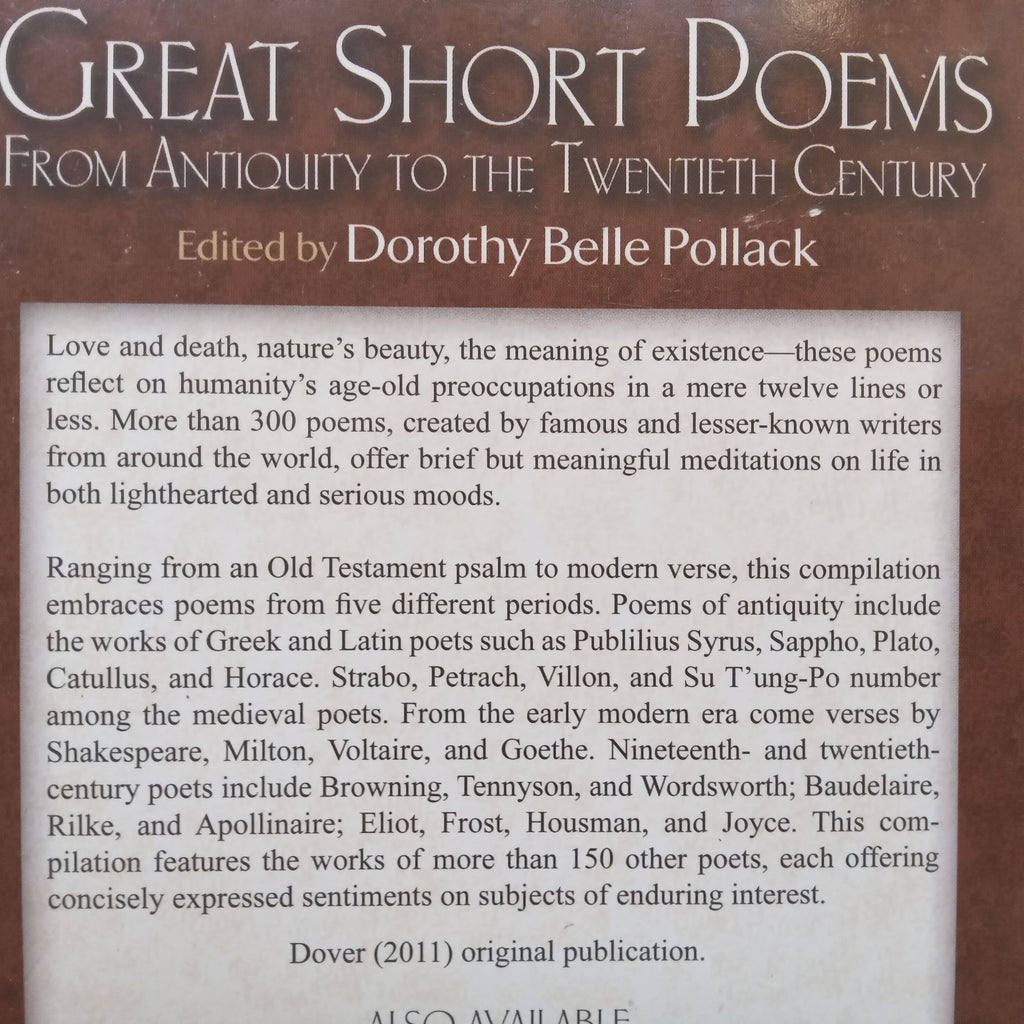 GREAT SHORT POEMS
FROM ANTIQUITY TO THE TWENTIETH CENTURY
Edited by Dorothy Belle Pollack
Love and death, nature's beauty, the meaning of existence—these poems
reflect on humanity's age-old preoccupations in a mere twelve lines or
less. More than 300 poems, created by famous and lesser-known writers
from around the world, offer brief but meaningful meditations on life in
both lighthearted and serious moods.
Ranging from an Old Testament psalm to modern verse, this compilation
embraces poems from five different periods. Poems of antiquity include
the works of Greek and Latin poets such as Publilius Syrus, Sappho, Plato,
Catullus, and Horace. Strabo, Petrach, Villon, and Su T'ung-Po number
among the medieval poets. From the early modern era come verses by
Shakespeare, Milton, Voltaire, and Goethe. Nineteenth- and twentieth-
century poets include Browning, Tennyson, and Wordsworth; Baudelaire,
Rilke, and Apollinaire; Eliot, Frost, Housman, and Joyce. This com-
pilation features the works of more than 150 other poets, each offering
concisely expressed sentiments on subjects of enduring interest.
Dover (2011) original publication.
ALSO AVAILABLE